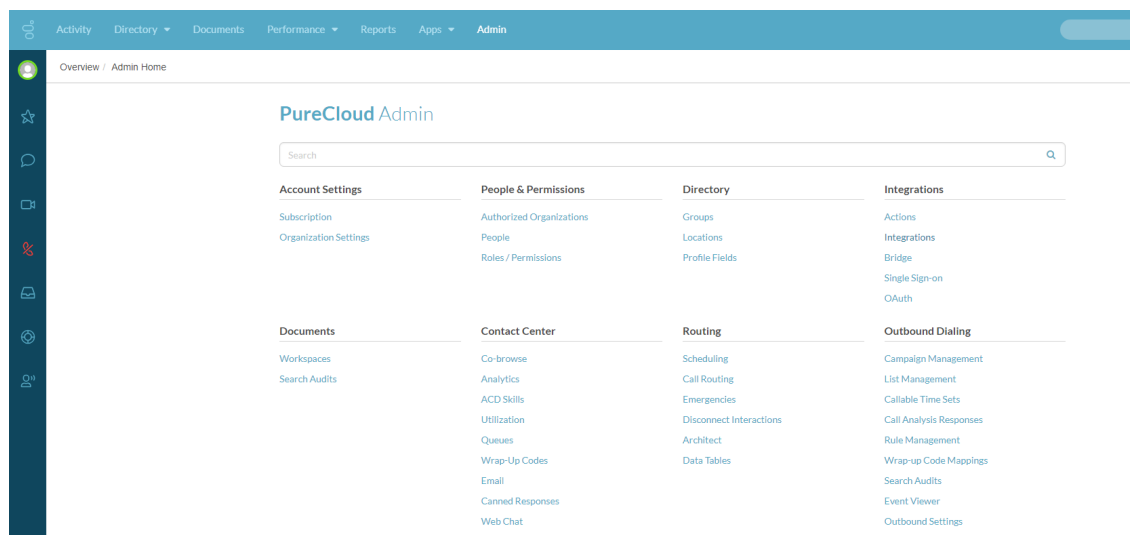 Activity Directory Documents Performance Reports Apps Admin
Overview / Admin Home
PureCloud Admin
Search
Account Settings
Subscription
Organization Settings
People & Permissions
Authorized Organizations
People
Roles / Permissions
Directory
Groups
Locations
Profile Fields
Integrations
Actions
Integrations
Bridge
Single Sign-on
OAuth
Documents
Workspaces
Search Audits
Contact Center
Co-browse
Analytics
ACD Skills
Utilization
Queues
Wrap-Up Codes
Email
Canned Responses
Web Chat
Routing
Scheduling
Call Routing
Emergencies
Disconnect Interactions
Architect
Data Tables
Outbound Dialing
Campaign Management
List Management
Callable Time Sets
Call Analysis Responses
Rule Management
Wrap-up Code Mappings
Search Audits
Event Viewer
Outbound Settings